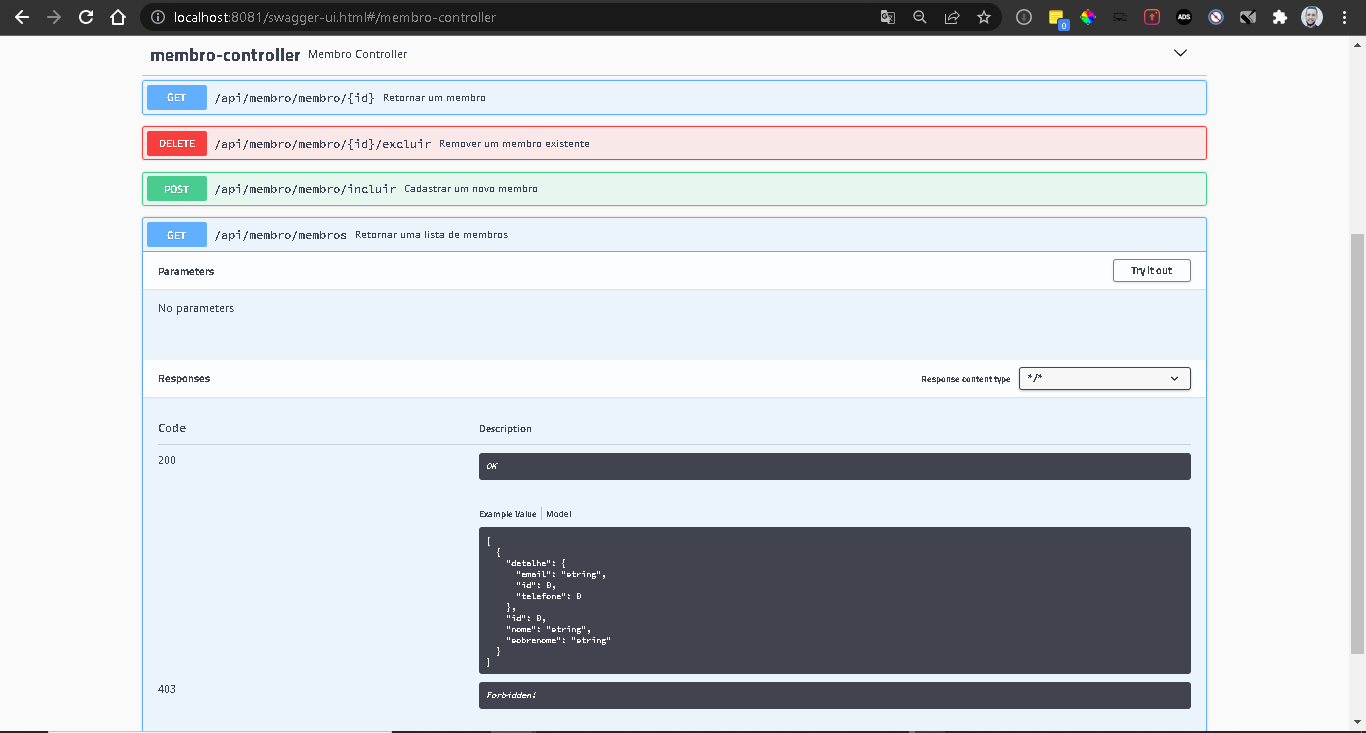 localhost:8081/swagger-ui.html#/membro-controller
0
ADS
membro-controller Membro Controller
GET /api/membro/membro/{id} Retornar um membro
DELETE /api/membro/membro/{id}/excluir Remover um membro existente
POST /api/membro/membro/incluir Cadastrar um novo membro
GET /api/membro/membros Retornar uma lista de membros
Parameters Try it out
No parameters
Responses Response content type */*
Code Description
200 OK
Example Value Model
[
{
"detalhe": {
"email": "string",
"id": 0,
"telefone": 0
},
"id": 0,
"nome": "string",
"sobrenome": "string"
}
]
403 Forbidden!